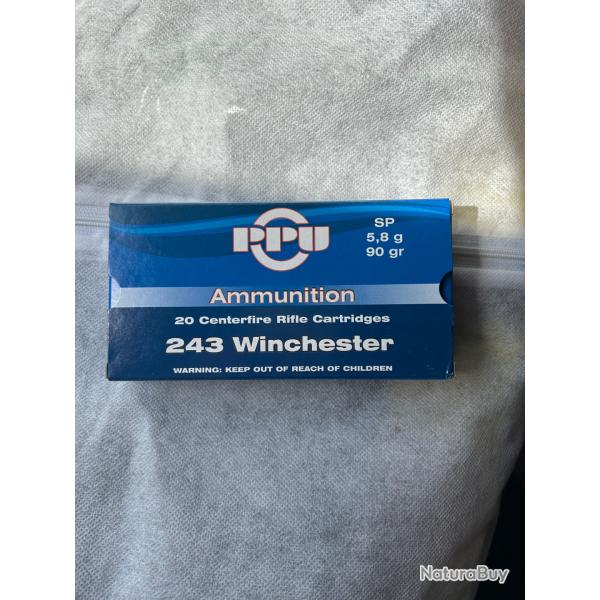 PPU
SP
5,8 g
90 gr
Ammunition
20 Centerfire Rifle Cartridges
243 Winchester
WARNING: KEEP OUT OF REACH OF CHILDREN
NaturaBuy